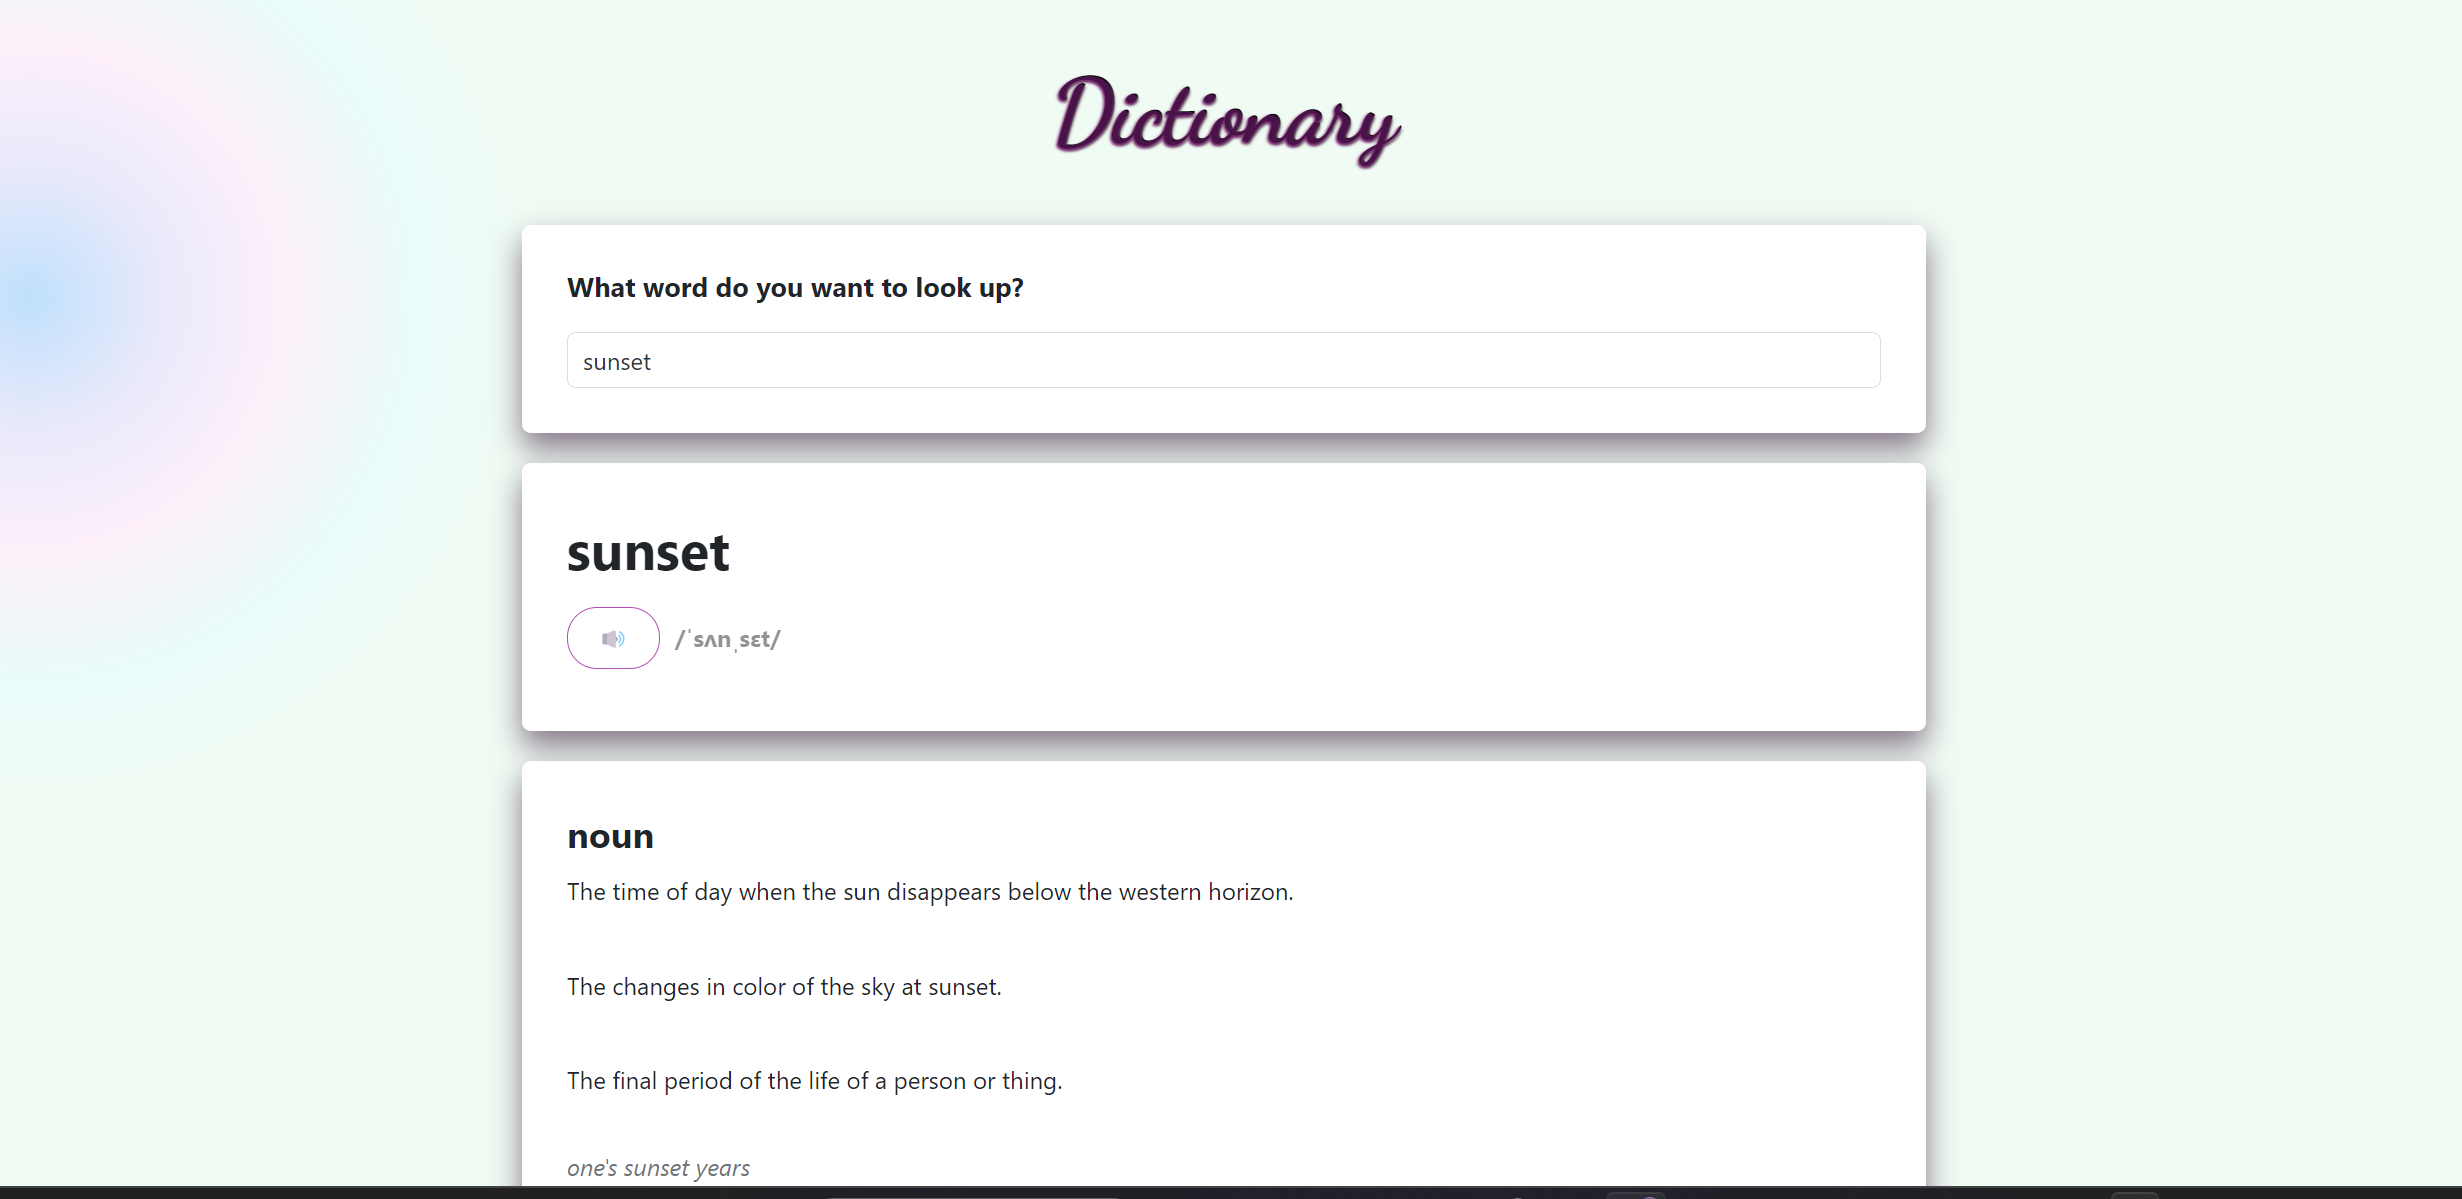 Dictionary
What word do you want to look up?
sunset
sunset
/ˈsʌnˌsɛt/
noun
The time of day when the sun disappears below the western horizon.
The changes in color of the sky at sunset.
The final period of the life of a person or thing.
one's sunset years